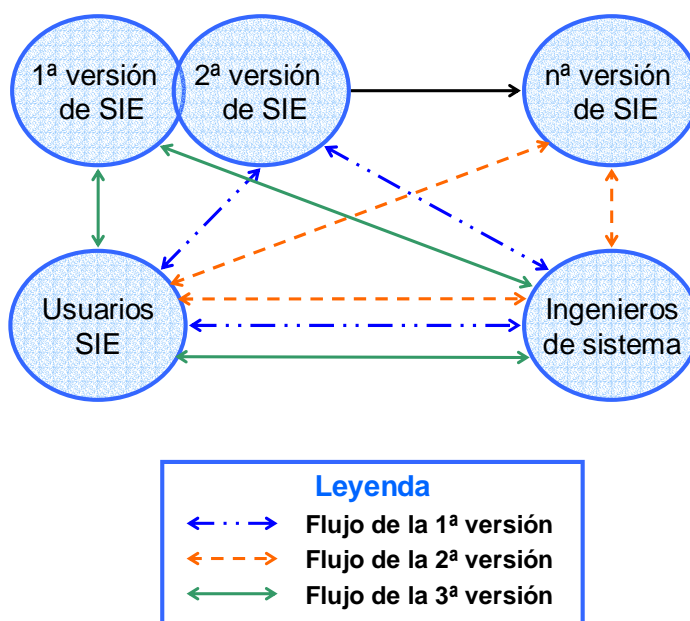 1ª versión
de SIE
2ª versión
de SIE
nª versión
de SIE
Usuarios
SIE
Ingenieros
de sistema
Leyenda
Flujo de la 1ª versión
Flujo de la 2ª versión
Flujo de la 3ª versión